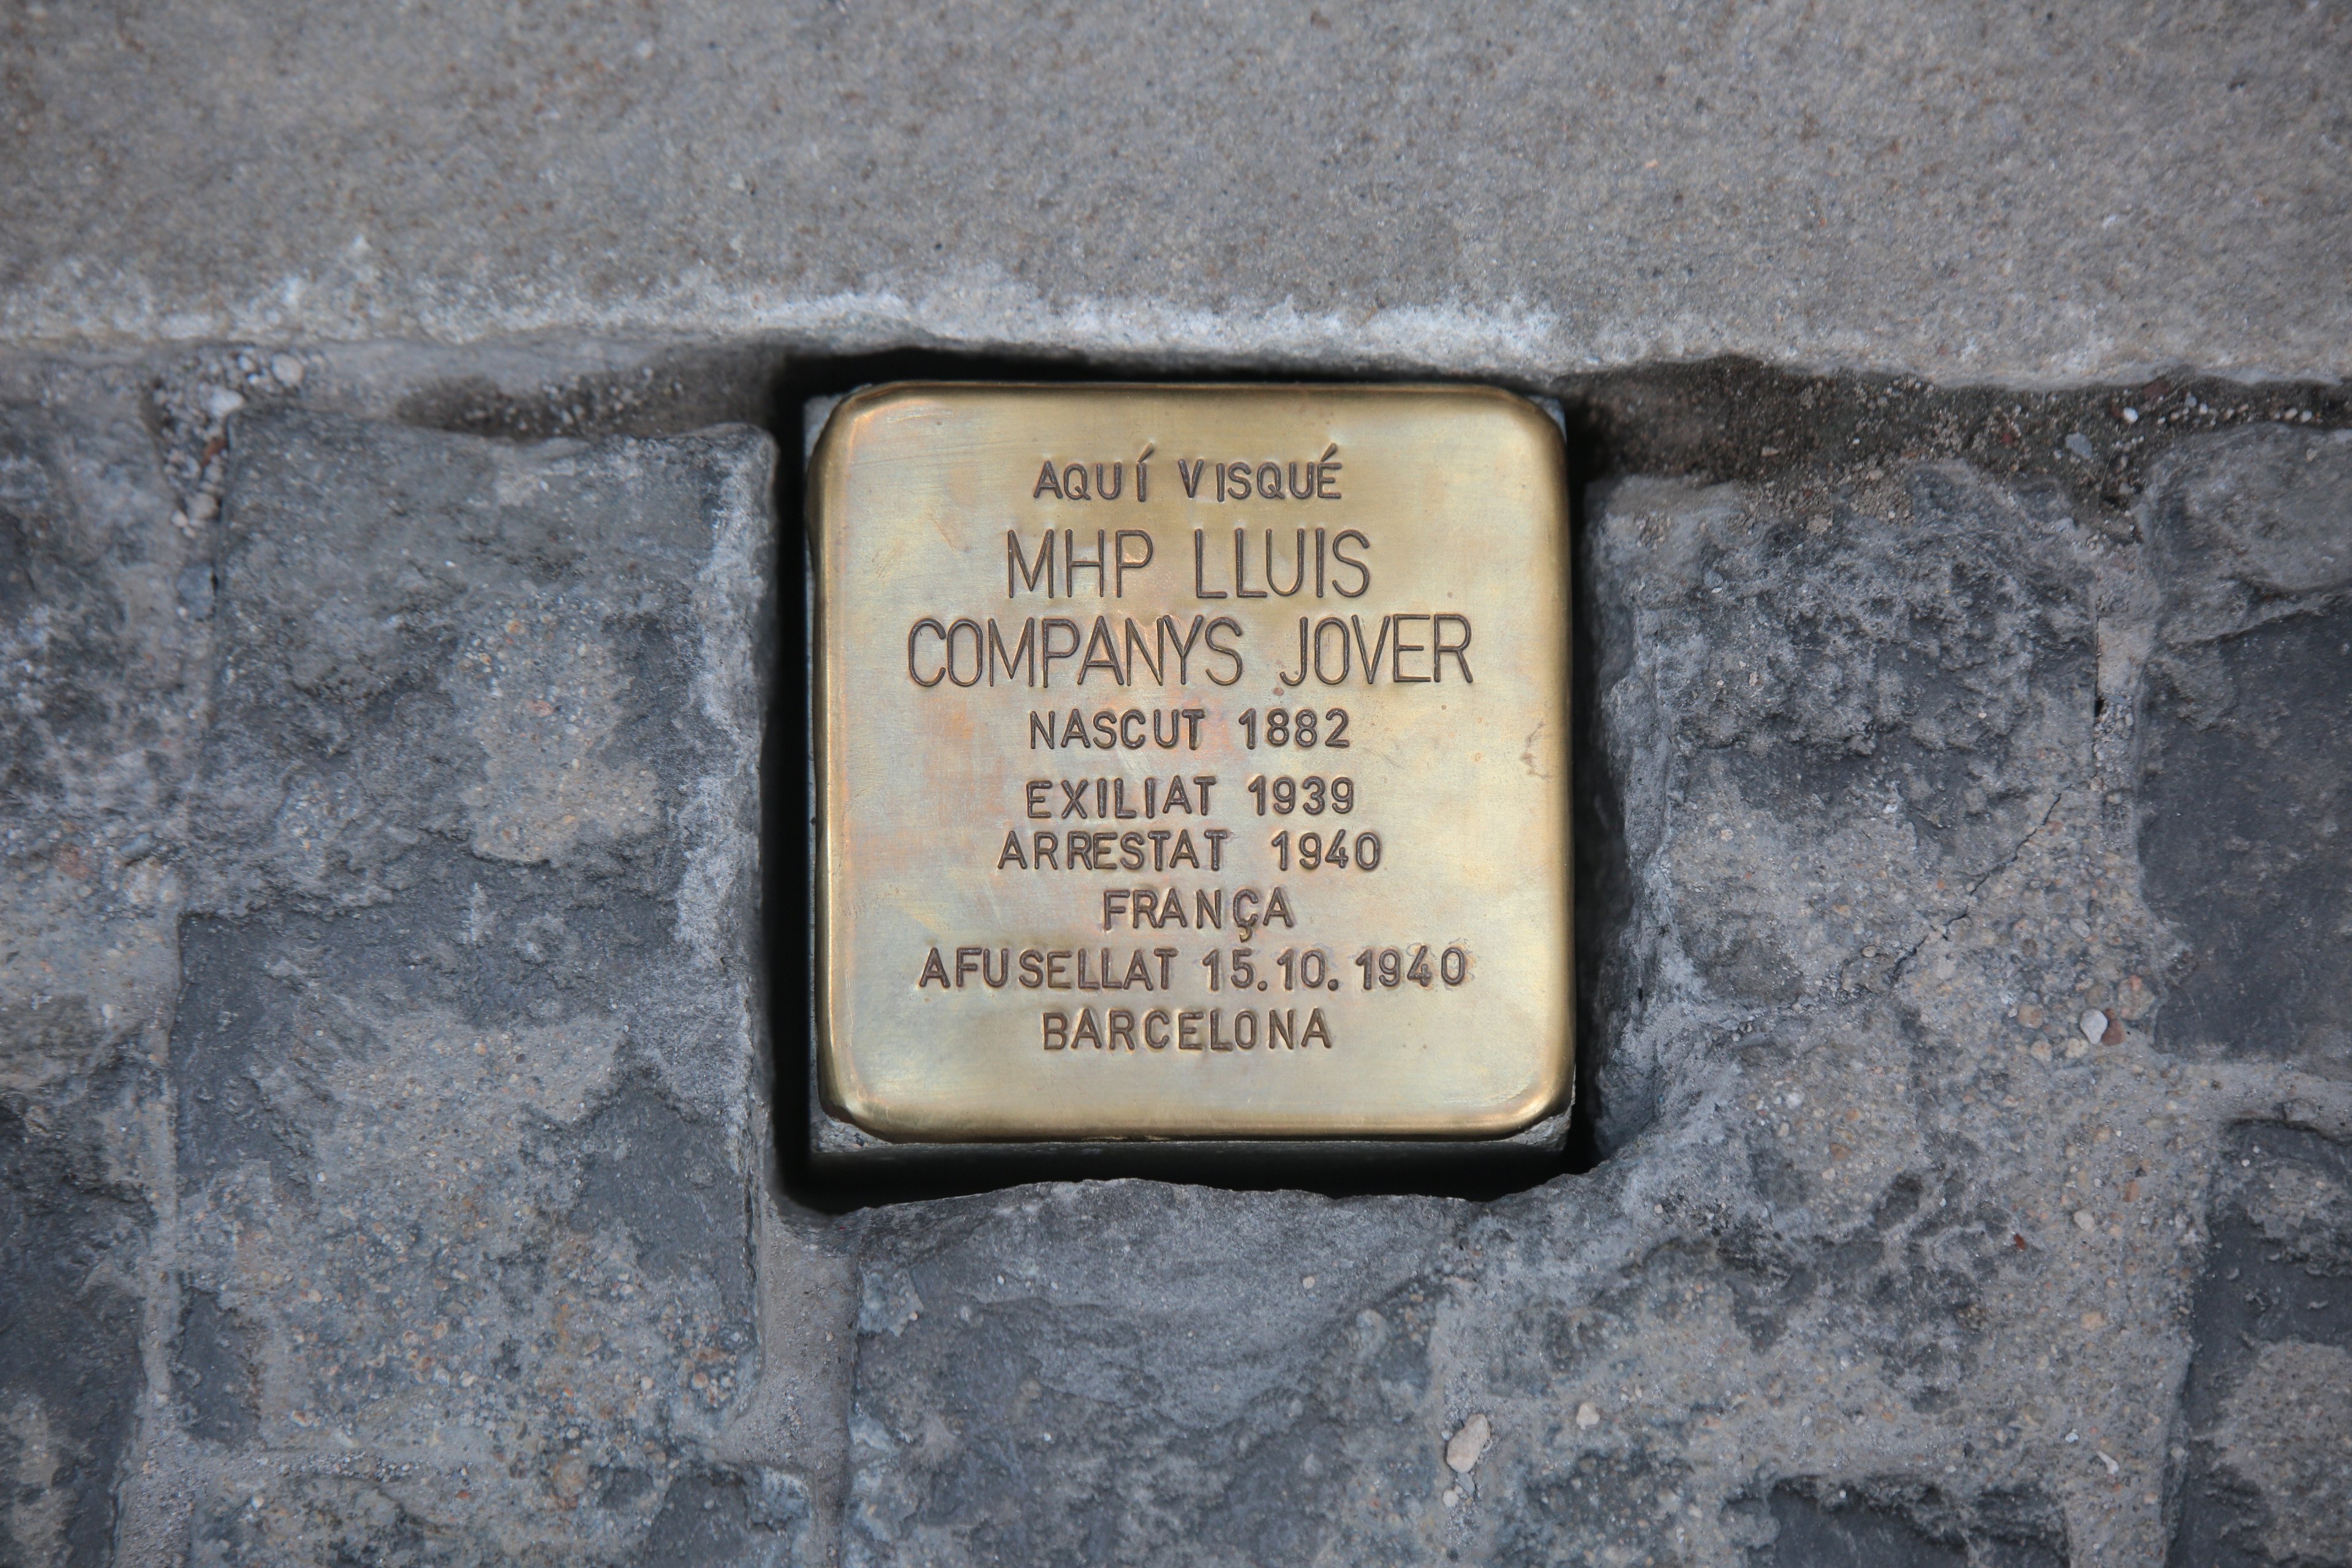 AQUÍ VISQUÉ
MHP LLUIS
COMPANYS JOVER
NASCUT 1882
EXILIAT 1939
ARRESTAT 1940
FRANÇA
AFUSELLAT 15.10.1940
BARCELONA